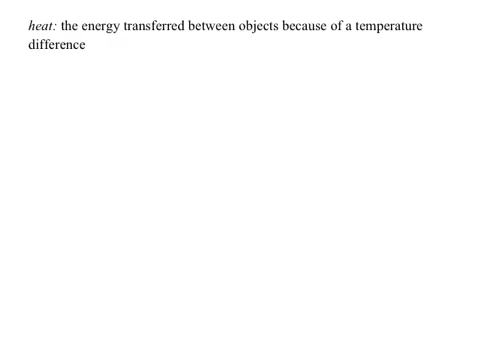 heat: the energy transferred between objects because of a temperature
difference